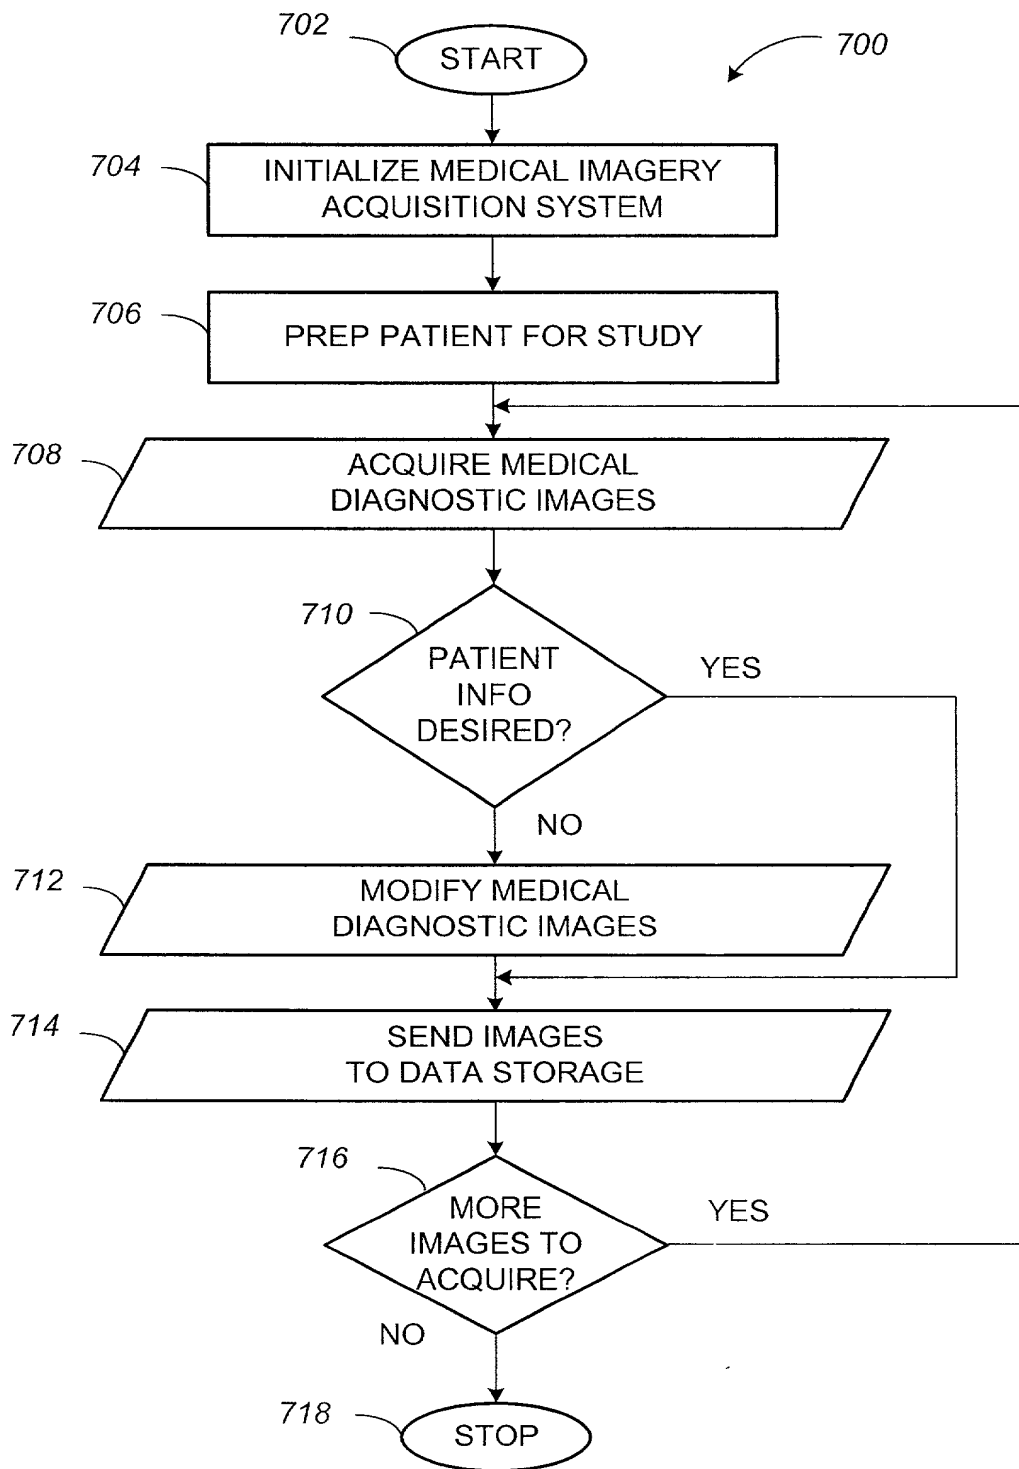 702
START
700
704
INITIALIZE MEDICAL IMAGERY
ACQUISITION SYSTEM
706
PREP PATIENT FOR STUDY
708
ACQUIRE MEDICAL
DIAGNOSTIC IMAGES
710
PATIENT
INFO
DESIRED?
YES
NO
712
MODIFY MEDICAL
DIAGNOSTIC IMAGES
714
SEND IMAGES
TO DATA STORAGE
716
MORE
IMAGES TO
ACQUIRE?
YES
NO
718
STOP